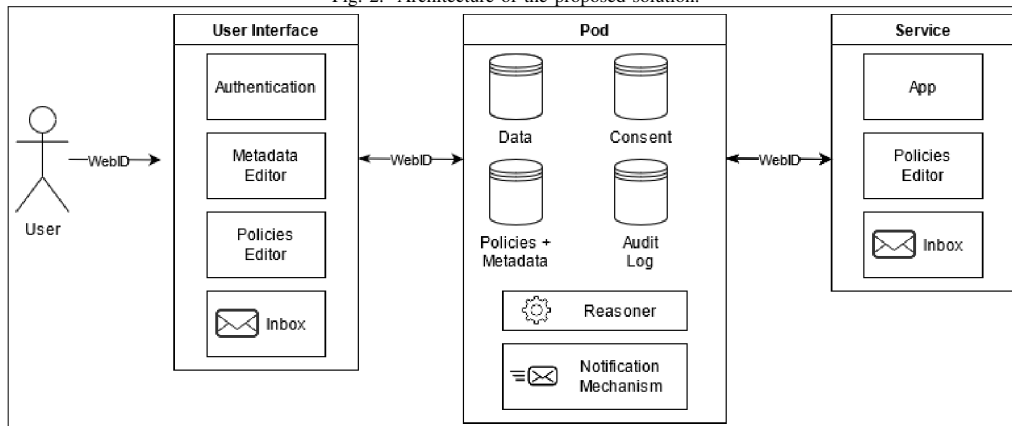 Fig. 2. Architecture of the proposed solution.
User Interface
Authentication
Metadata
Editor
Policies
Editor
Inbox
User
WebID
WebID
Pod
Data
Consent
Policies +
Metadata
Audit
Log
Reasoner
Notification
Mechanism
WebID
Service
App
Policies
Editor
Inbox